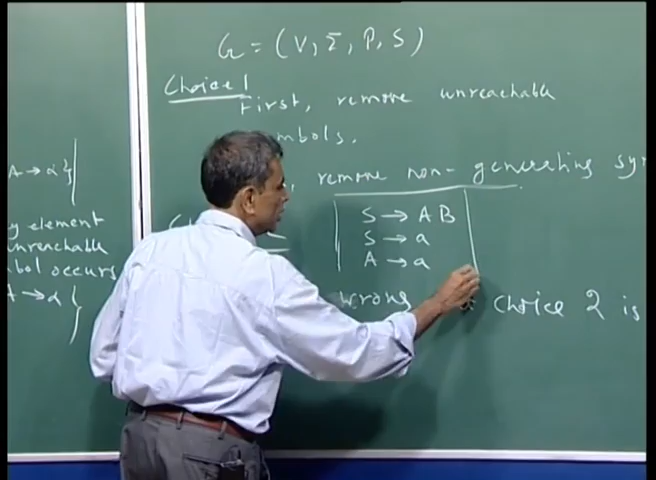 G = (V, Σ, P, S)
Choice 1
First, remove unreachable
mbols.
remove non-generating sy
S → AB
S → a
A → a
wrong
choice 2 is
A → α }
y element
unreachable
bol occurs
A → α }